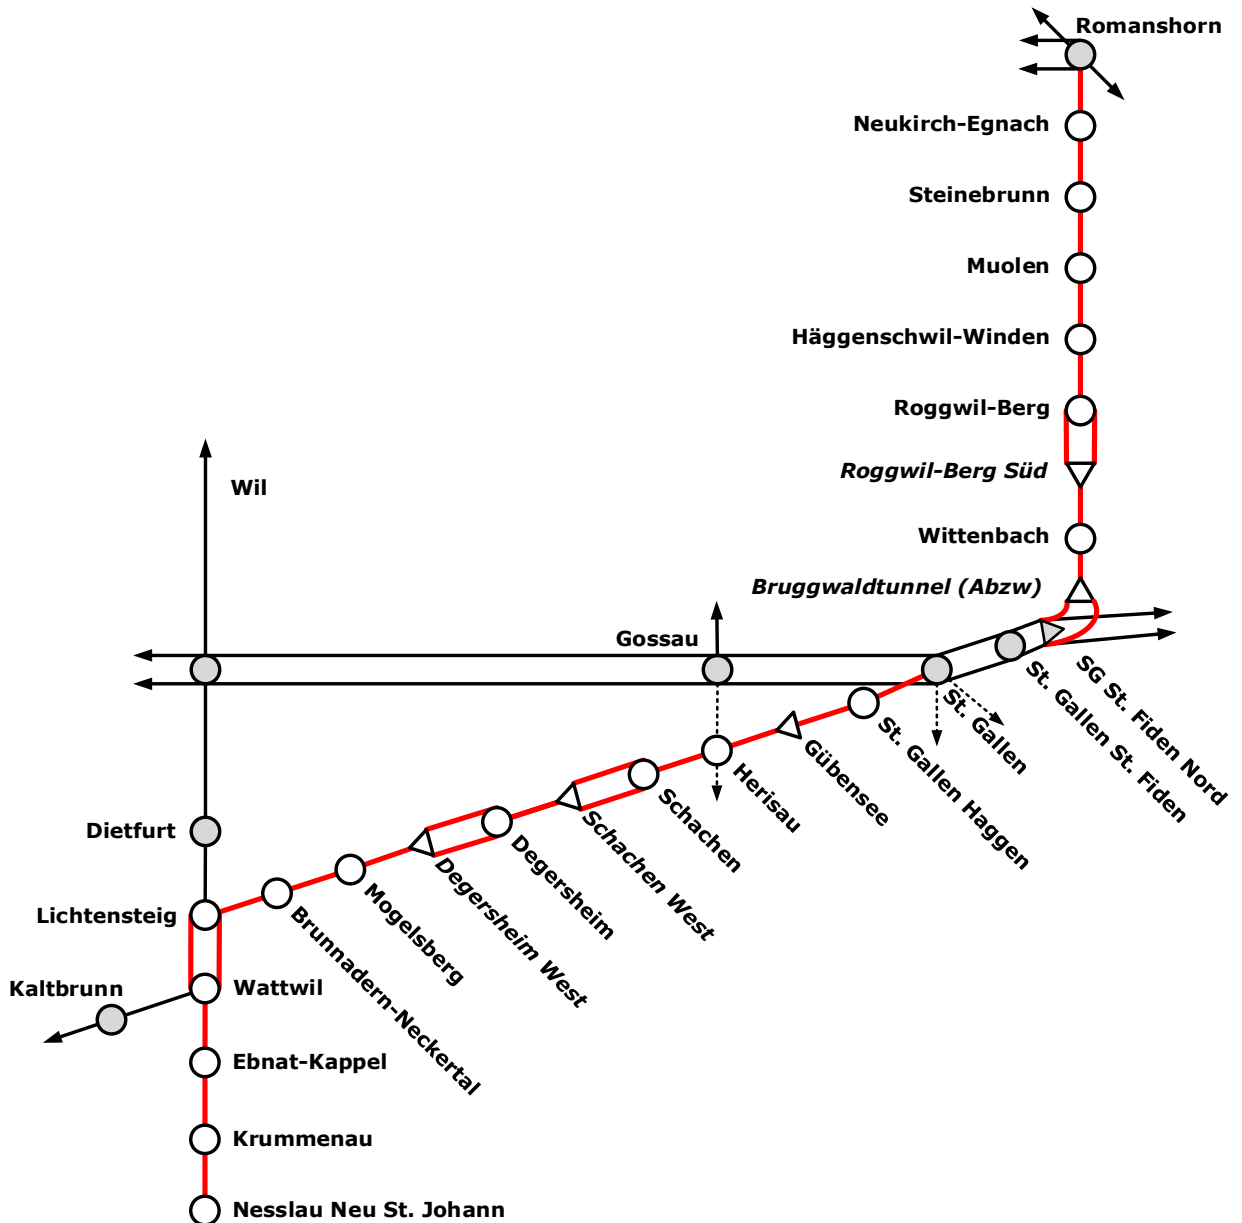 Romanshorn
Neukirch-Egnach
Steinebrunn
Muolen
Häggenschwil-Winden
Roggwil-Berg
Roggwil-Berg Süd
Wil
Wittenbach
Bruggwaldtunnel (Abzw)
Gossau
SG St. Fiden Nord
St. Gallen St. Fiden
St. Gallen
St. Gallen Haggen
Gübensee
Herisau
Schachen
Schachen West
Degersheim
Degersheim West
Mogelsberg
Brunnadern-Neckertal
Dietfurt
Lichtensteig
Kaltbrunn
Wattwil
Ebnat-Kappel
Krummenau
Nesslau Neu St. Johann